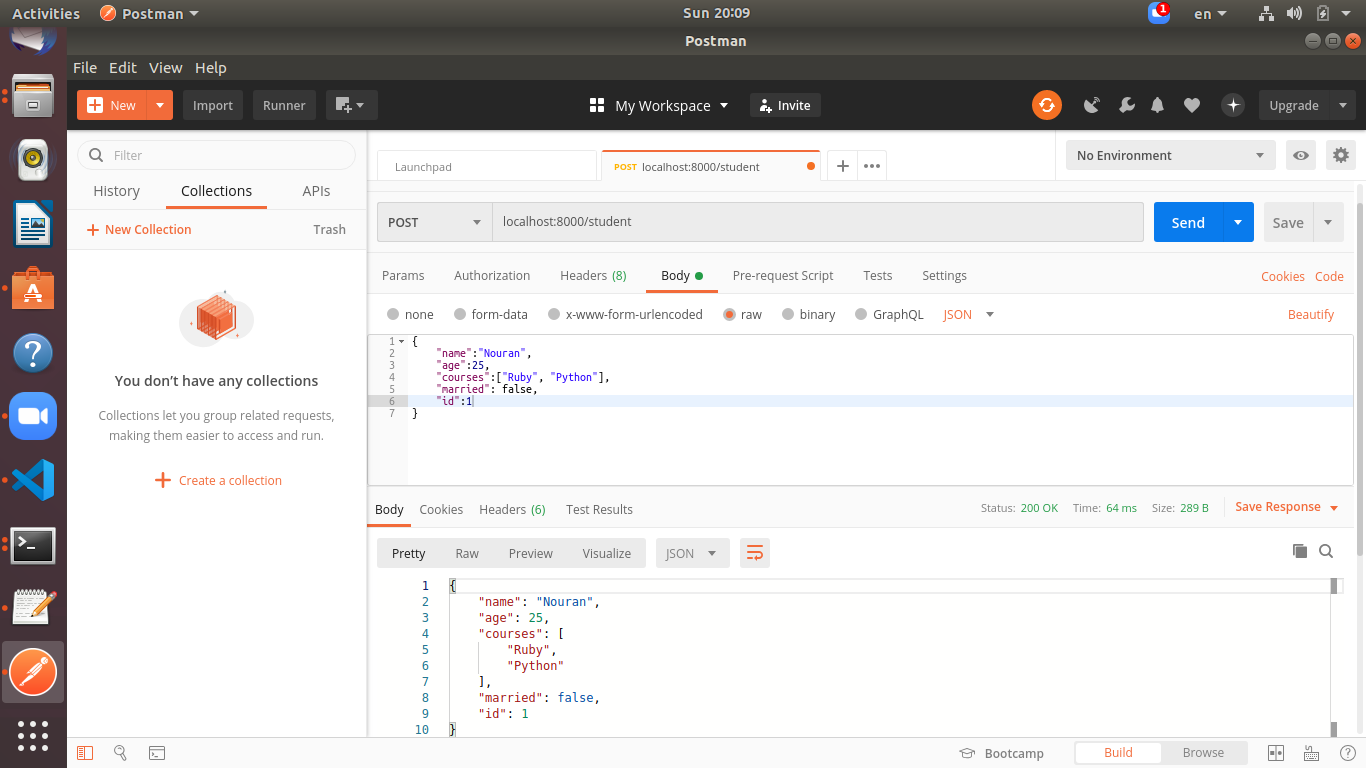 Activities Postman Sun 20:09 1 en
Postman
File Edit View Help
New Import Runner My Workspace Invite Upgrade
Filter
History Collections APIs
New Collection Trash
You don’t have any collections
Collections let you group related requests,
making them easier to access and run.
Create a collection
Launchpad POST localhost:8000/student No Environment
POST localhost:8000/student Send Save
Params Authorization Headers (8) Body Pre-request Script Tests Settings Cookies Code
none form-data x-www-form-urlencoded raw binary GraphQL JSON Beautify
1 {
2 "name":"Nouran",
3 "age":25,
4 "courses":["Ruby", "Python"],
5 "married": false,
6 "id":1
7 }
Body Cookies Headers (6) Test Results Status: 200 OK Time: 64 ms Size: 289 B Save Response
Pretty Raw Preview Visualize JSON
1 {
2 "name": "Nouran",
3 "age": 25,
4 "courses": [
5 "Ruby",
6 "Python"
7 ],
8 "married": false,
9 "id": 1
10 }
Bootcamp Build Browse